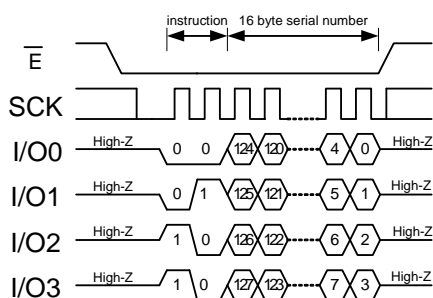 instruction 16 byte serial number
E
SCK
I/O0 High-Z 0 0 124 120 4 0 High-Z
I/O1 High-Z 0 1 125 121 5 1 High-Z
I/O2 High-Z 1 0 126 122 6 2 High-Z
I/O3 High-Z 1 0 127 123 7 3 High-Z